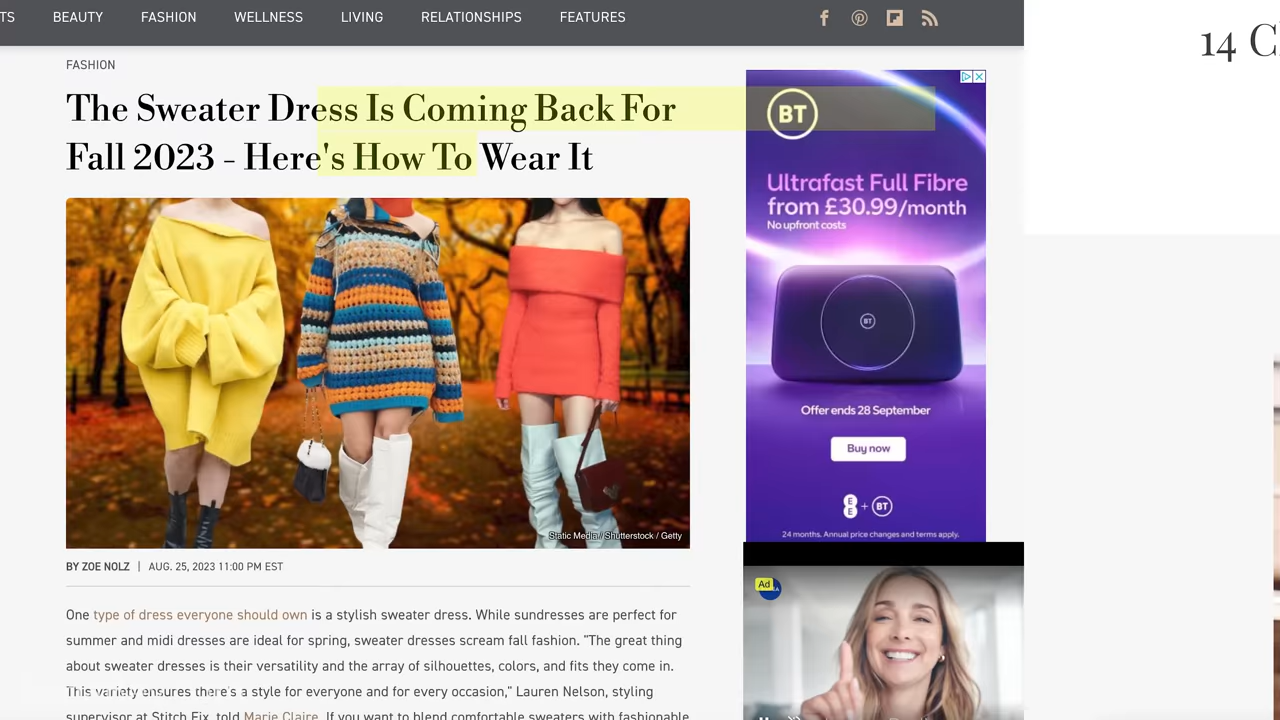 TS BEAUTY FASHION WELLNESS LIVING RELATIONSHIPS FEATURES
14 C
FASHION
The Sweater Dress Is Coming Back For
Fall 2023 - Here's How To Wear It
BT
Ultrafast Full Fibre
from £30.99/month
No upfront costs
BT
Offer ends 28 September
Buy now
EE + BT
24 months. Annual price changes and terms apply.
Static Media / Shutterstock / Getty
BY ZOE NOLZ | AUG. 25, 2023 11:00 PM EST
Ad
One type of dress everyone should own is a stylish sweater dress. While sundresses are perfect for
summer and midi dresses are ideal for spring, sweater dresses scream fall fashion. "The great thing
about sweater dresses is their versatility and the array of silhouettes, colors, and fits they come in.
This variety ensures there's a style for everyone and for every occasion," Lauren Nelson, styling
supervisor at Stitch Fix, told Marie Claire. If you want to blend comfortable sweaters with fashionable